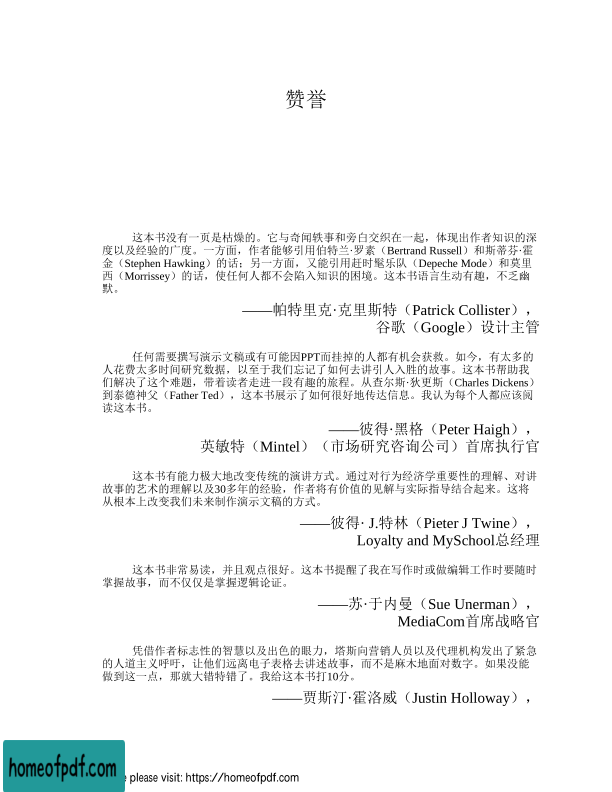 赞誉
这本书没有一页是枯燥的。它与奇闻轶事和旁白交织在一起，体现出作者知识的深
度以及经验的广度。一方面，作者能够引用伯特兰·罗素（Bertrand Russell）和斯蒂芬·霍
金（Stephen Hawking）的话；另一方面，又能引用赶时髦乐队（Depeche Mode）和莫里
西（Morrissey）的话，使任何人都不会陷入知识的困境。这本书语言生动有趣，不乏幽
默。
——帕特里克·克里斯特（Patrick Collister），
谷歌（Google）设计主管
任何需要撰写演示文稿或有可能因PPT而挂掉的人都有机会获救。如今，有太多的
人花费太多时间研究数据，以至于我们忘记了如何去讲引人入胜的故事。这本书帮助我
们解决了这个难题，带着读者走进一段有趣的旅程。从查尔斯·狄更斯（Charles Dickens）
到泰德神父（Father Ted），这本书展示了如何很好地传达信息。我认为每个人都应该阅
读这本书。
——彼得·黑格（Peter Haigh），
英敏特（Mintel）（市场研究咨询公司）首席执行官
这本书有能力极大地改变传统的演讲方式。通过对行为经济学重要性的理解、对讲
故事的艺术的理解以及30多年的经验，作者将有价值的见解与实际指导结合起来。这将
从根本上改变我们未来制作演示文稿的方式。
——彼得· J.特林（Pieter J Twine），
Loyalty and MySchool总经理
这本书非常易读，并且观点很好。这本书提醒了我在写作时或做编辑工作时要随时
掌握故事，而不仅仅是掌握逻辑论证。
——苏·于内曼（Sue Unerman），
MediaCom首席战略官
凭借作者标志性的智慧以及出色的眼力，塔斯向营销人员以及代理机构发出了紧急
的人道主义呼吁，让他们远离电子表格去讲述故事，而不是麻木地面对数字。如果没能
做到这一点，那就大错特错了。我给这本书打10分。
——贾斯汀·霍洛威（Justin Holloway），
homeofpdf.com
please visit: https://homeofpdf.com